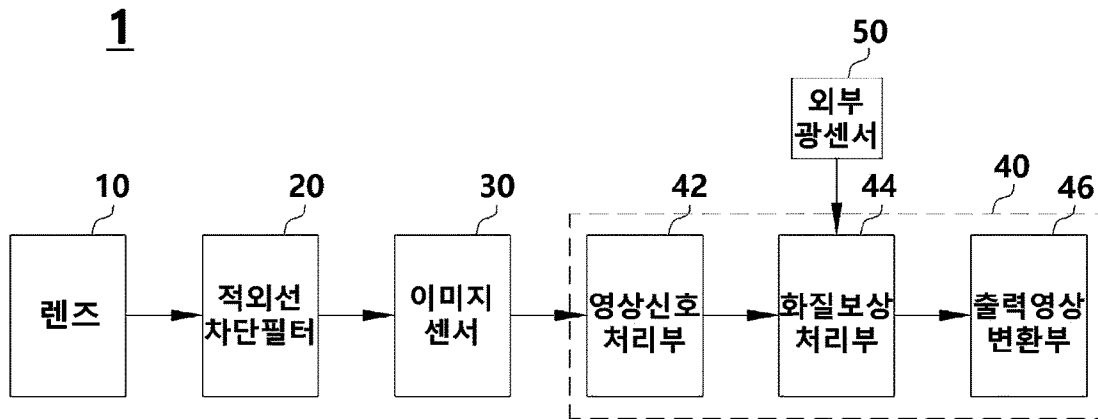 1
50
외부
광센서
10
20
30
42
44
40
46
렌즈
적외선
차단필터
이미지
센서
영상신호
처리부
화질보상
처리부
출력영상
변환부